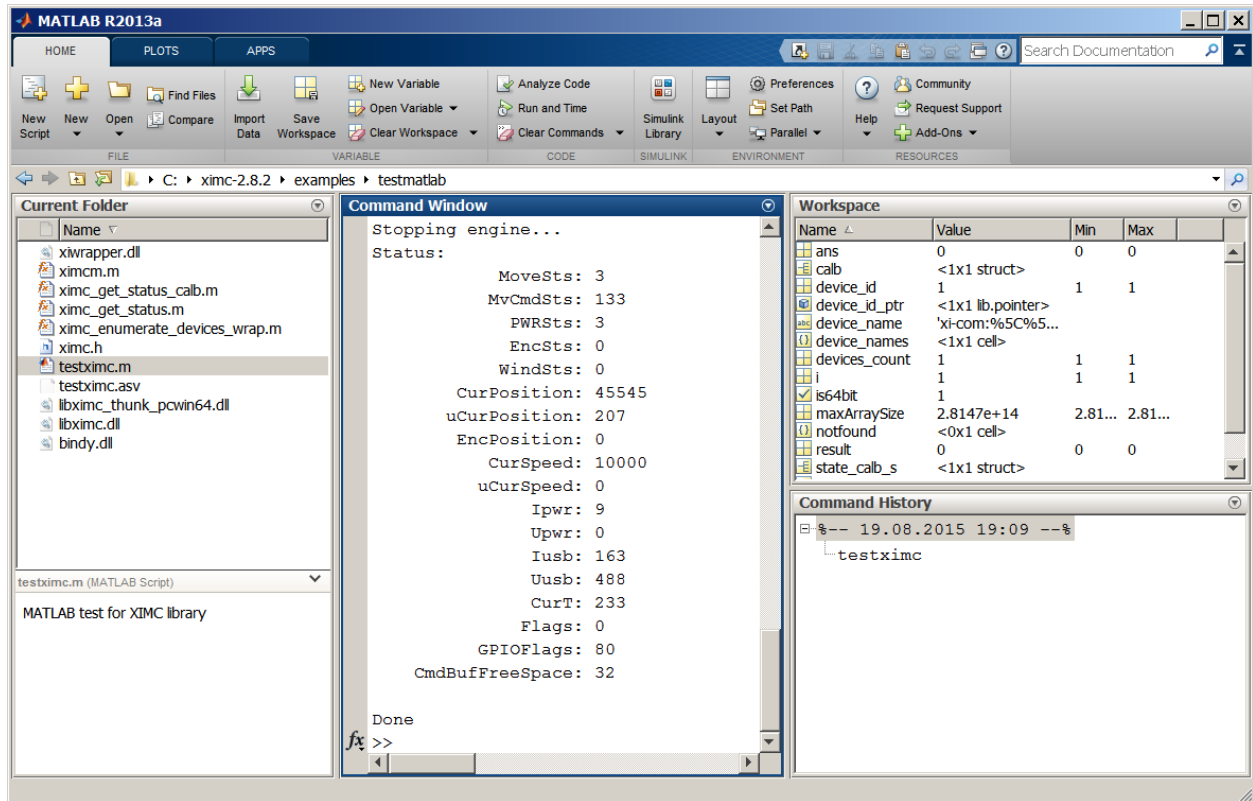 MATLAB R2013a
HOME PLOTS APPS
Search Documentation
New Script
New
Open
Find Files
Compare
Import Data
Save Workspace
New Variable
Open Variable
Clear Workspace
Analyze Code
Run and Time
Clear Commands
Simulink Library
Layout
Preferences
Set Path
Parallel
Help
Community
Request Support
Add-Ons
FILE VARIABLE CODE SIMULINK ENVIRONMENT RESOURCES
C: ximc-2.8.2 examples testmatlab
Current Folder
Name
xiwrapper.dll
ximcm.m
ximc_get_status_calb.m
ximc_get_status.m
ximc_enumerate_devices_wrap.m
ximc.h
testximc.m
testximc.asv
libximc_thunk_pcwin64.dll
libximc.dll
bindy.dll
testximc.m (MATLAB Script)
MATLAB test for XIMC library
Command Window
Stopping engine...
Status:
MoveSts: 3
MvCmdSts: 133
PWRSts: 3
EncSts: 0
WindSts: 0
CurPosition: 45545
uCurPosition: 207
EncPosition: 0
CurSpeed: 10000
uCurSpeed: 0
Ipwr: 9
Upwr: 0
Iusb: 163
Uusb: 488
CurT: 233
Flags: 0
GPIOFlags: 80
CmdBufFreeSpace: 32
Done
fx >>
Workspace
Name Value Min Max
ans 0 0 0
calb <1x1 struct>
device_id 1 1 1
device_id_ptr <1x1 lib.pointer>
device_name 'xi-com:%5C%5...
device_names <1x1 cell>
devices_count 1 1 1
i 1 1 1
is64bit 1
maxArraySize 2.8147e+14 2.81... 2.81...
notfound <0x1 cell>
result 0 0 0
state_calb_s <1x1 struct>
Command History
%-- 19.08.2015 19:09 --%
testximc